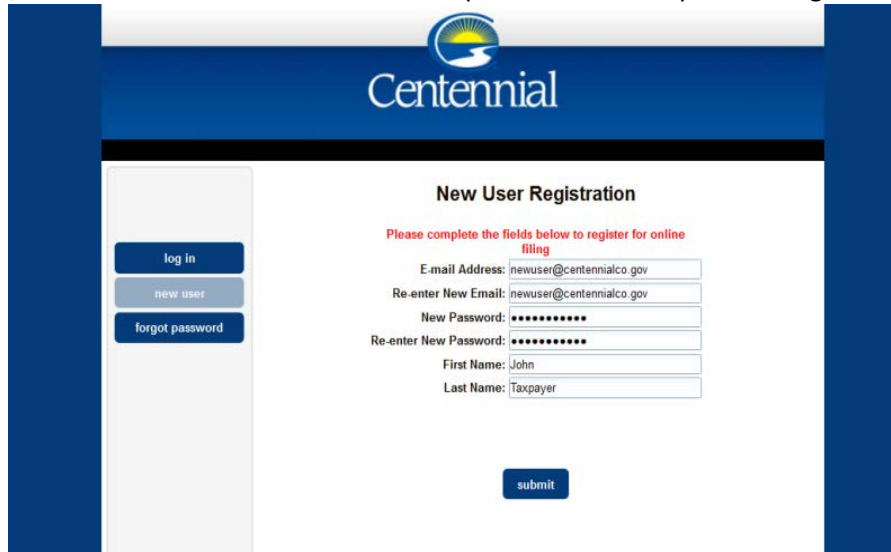 Centennial
New User Registration
Please complete the fields below to register for online
filing
log in
new user
forgot password
E-mail Address: newuser@centennialco.gov
Re-enter New Email: newuser@centennialco.gov
New Password: ●●●●●●●●●●●
Re-enter New Password: ●●●●●●●●●●●
First Name: John
Last Name: Taxpayer
submit